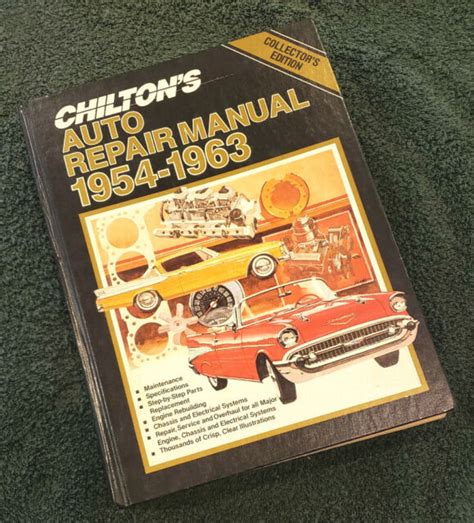 COLLECTOR'S
EDITION
CHILTON'S
AUTO
REPAIR MANUAL
1954-1963
Maintenance
Specifications
Step-by-Step Parts
Replacement
Engine Rebuilding
Chassis and Electrical Systems
Repair, Service and Overhaul for all Major
Engine, Chassis and Electrical Systems
Thousands of Crisp, Clear Illustrations